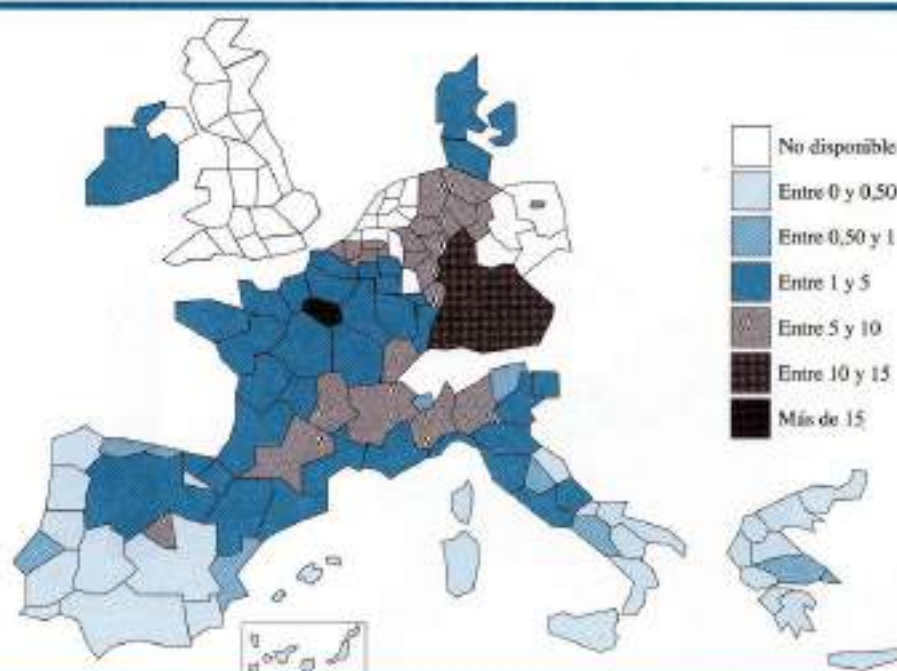 No disponible
Entre 0 y 0,50
Entre 0,50 y 1
Entre 1 y 5
Entre 5 y 10
Entre 10 y 15
Más de 15